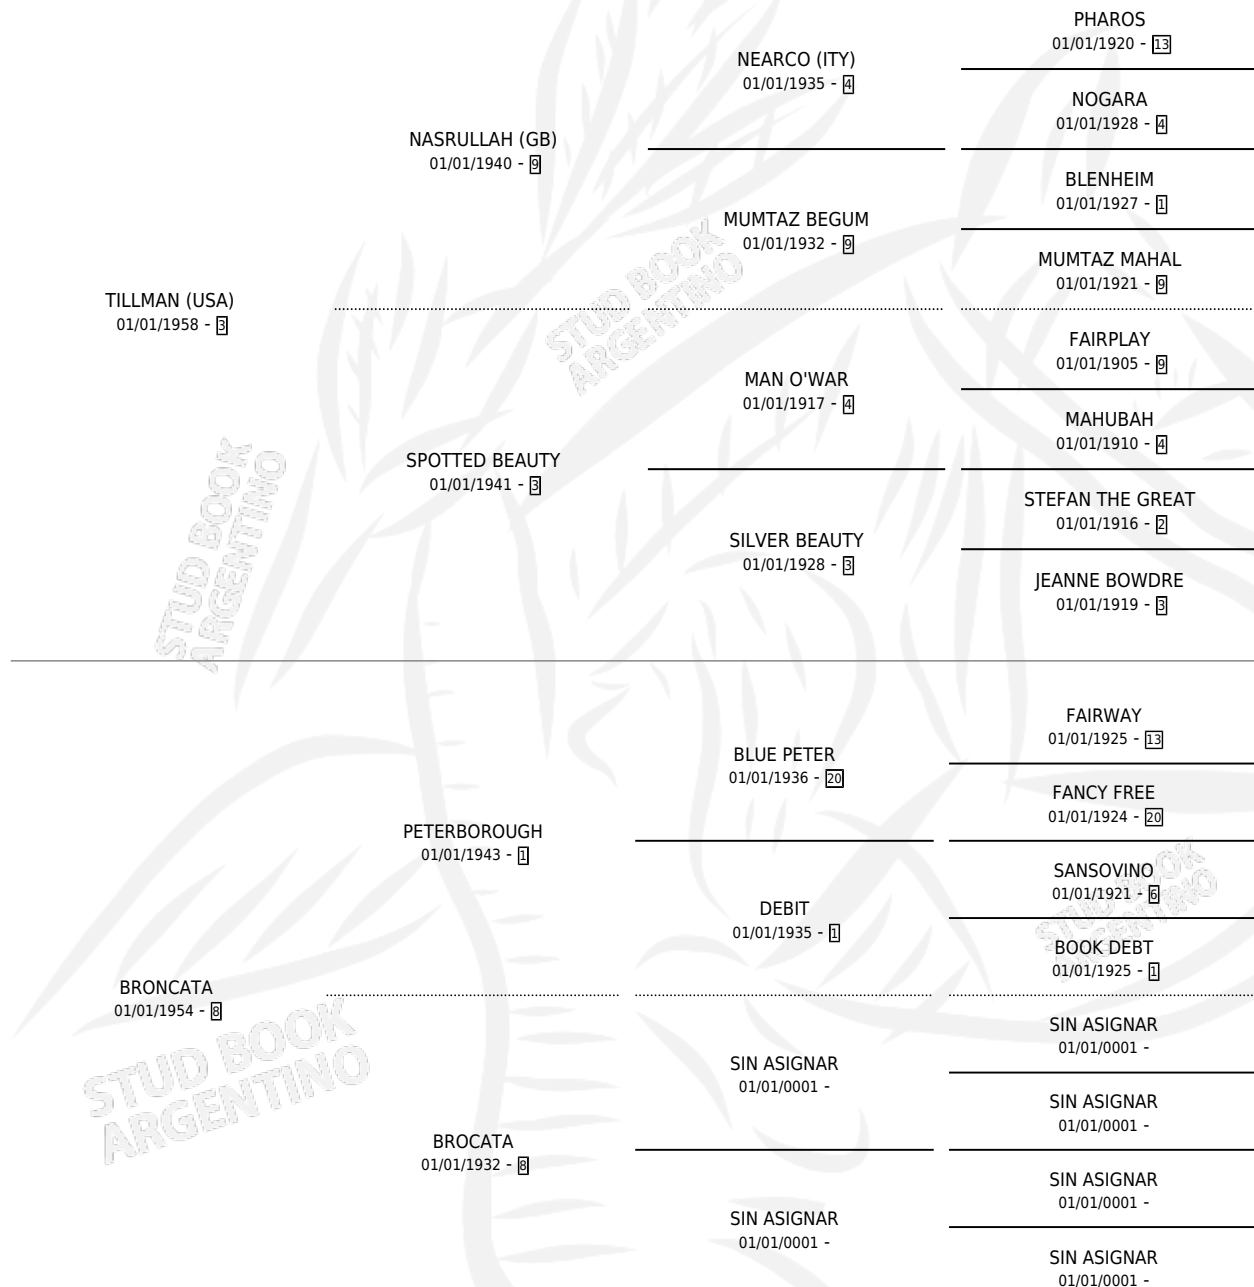 PHAROS
01/01/1920 - 13
NEARCO (ITY)
01/01/1935 - 4
NOGARA
01/01/1928 - 4
NASRULLAH (GB)
01/01/1940 - 9
BLENHEIM
01/01/1927 - 1
MUMTAZ BEGUM
01/01/1932 - 9
MUMTAZ MAHAL
01/01/1921 - 9
TILLMAN (USA)
01/01/1958 - 3
STUD BOOK
ARGENTINO
FAIRPLAY
01/01/1905 - 9
MAN O'WAR
01/01/1917 - 4
MAHUBAH
01/01/1910 - 4
SPOTTED BEAUTY
01/01/1941 - 3
STEFAN THE GREAT
01/01/1916 - 2
SILVER BEAUTY
01/01/1928 - 3
JEANNE BOWDRE
01/01/1919 - 3
STUD BOOK
ARGENTINO
FAIRWAY
01/01/1925 - 13
BLUE PETER
01/01/1936 - 20
FANCY FREE
01/01/1924 - 20
PETERBOROUGH
01/01/1943 - 1
SANSOVINO
01/01/1921 - 6
DEBIT
01/01/1935 - 1
STUD BOOK
ARGENTINO
BOOK DEBT
01/01/1925 - 1
BRONCATA
01/01/1954 - 8
SIN ASIGNAR
01/01/0001 -
SIN ASIGNAR
01/01/0001 -
STUD BOOK
ARGENTINO
SIN ASIGNAR
01/01/0001 -
BROCATA
01/01/1932 - 8
SIN ASIGNAR
01/01/0001 -
SIN ASIGNAR
01/01/0001 -
SIN ASIGNAR
01/01/0001 -